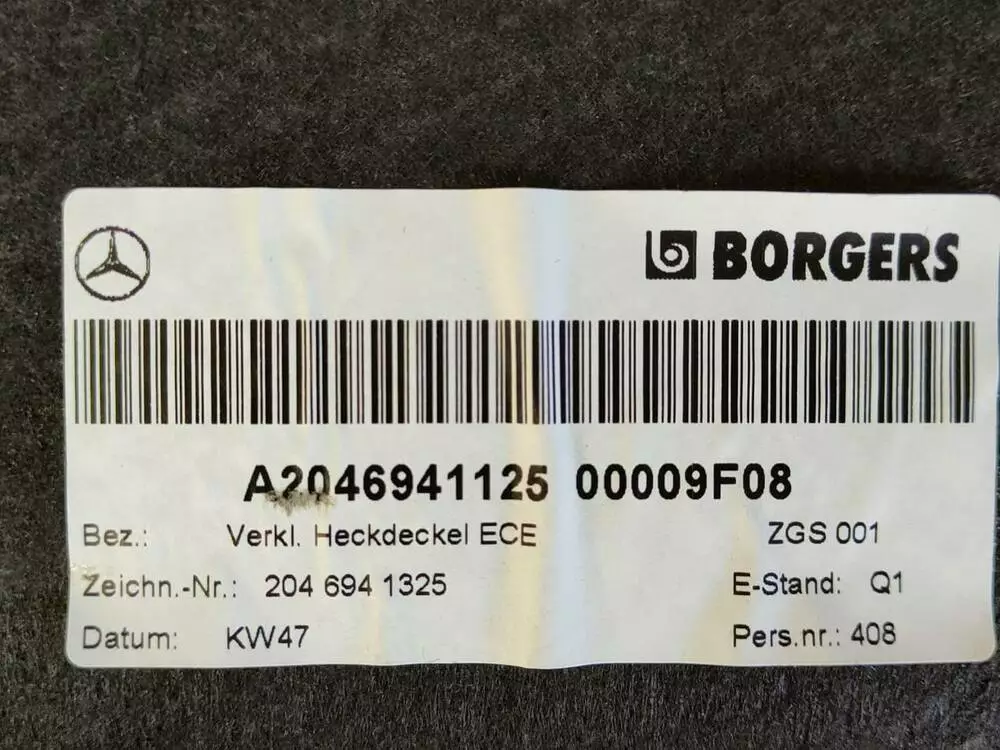 BORGERS
A2046941125 00009F08
Bez.: Verkl. Heckdeckel ECE ZGS 001
Zeichn.-Nr.: 204 694 1325 E-Stand: Q1
Datum: KW47 Pers.nr.: 408